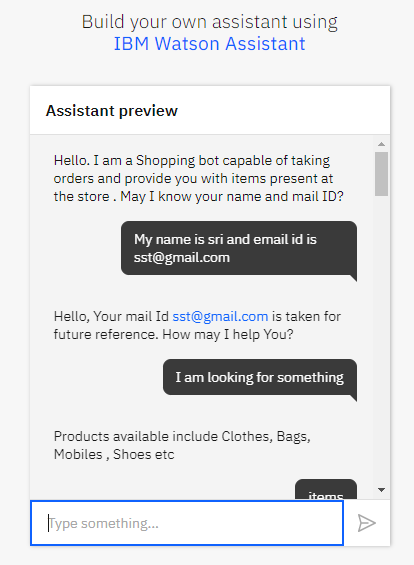 Build your own assistant using
IBM Watson Assistant
Assistant preview
Hello. I am a Shopping bot capable of taking
orders and provide you with items present at
the store . May I know your name and mail ID?
My name is sri and email id is
sst@gmail.com
Hello, Your mail Id sst@gmail.com is taken for
future reference. How may I help You?
I am looking for something
Products available include Clothes, Bags,
Mobiles , Shoes etc
items
Type something...